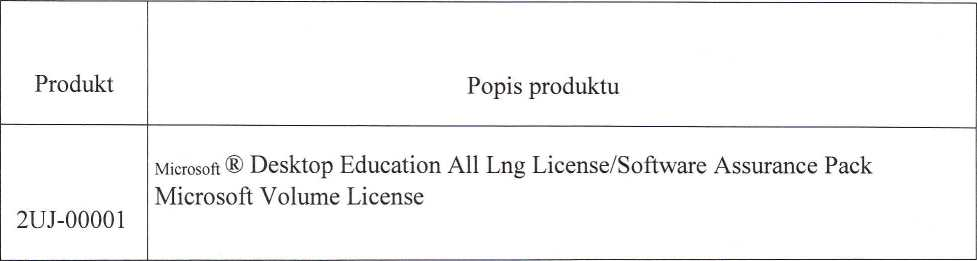 Produkt
Popis produktu
Microsoft ® Desktop Education All Lng License/Software Assurance Pack
Microsoft Volume License
2UJ-00001